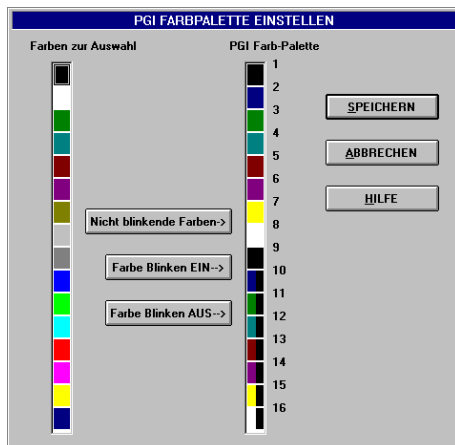 PGI FARBPALETTE EINSTELLEN
Farben zur Auswahl
PGI Farb-Palette
1
2
3
4
5
6
7
8
9
10
11
12
13
14
15
16
Nicht blinkende Farben->
Farbe Blinken EIN-->
Farbe Blinken AUS-->
SPEICHERN
ABBRECHEN
HILFE